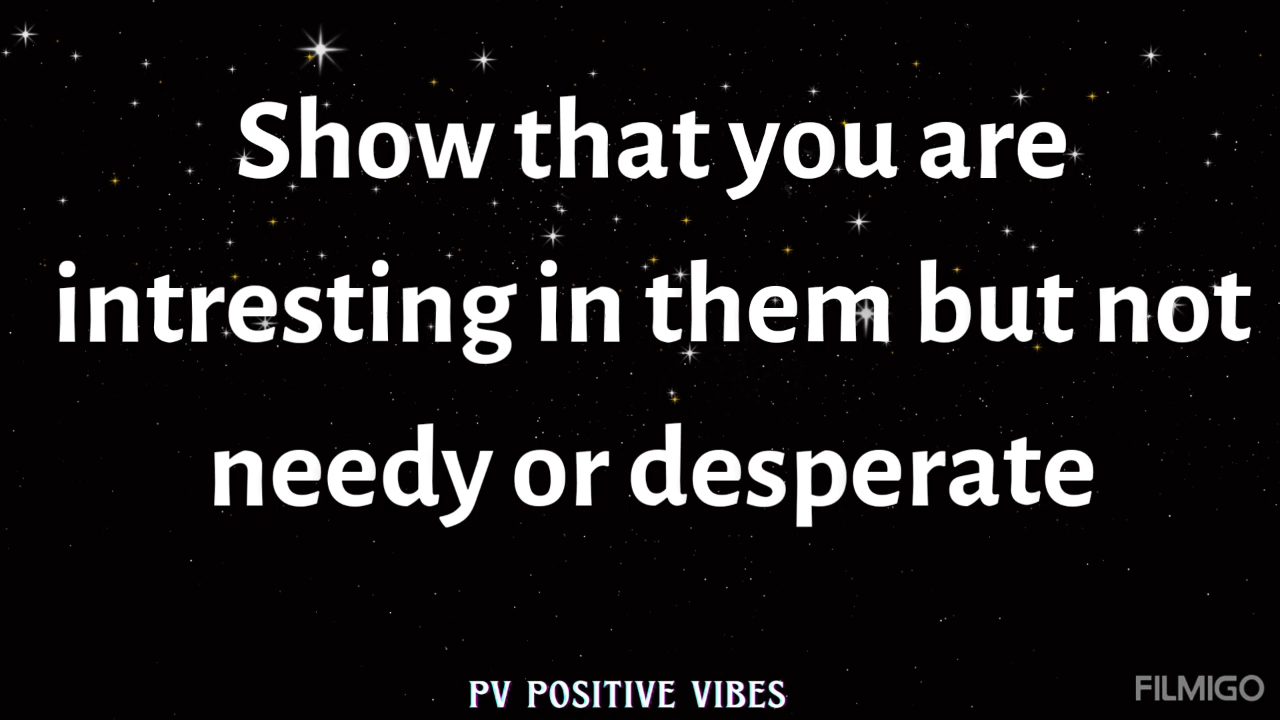 Show that you are
intresting in them but not
needy or desperate
PV POSITIVE VIBES
FILMIGO